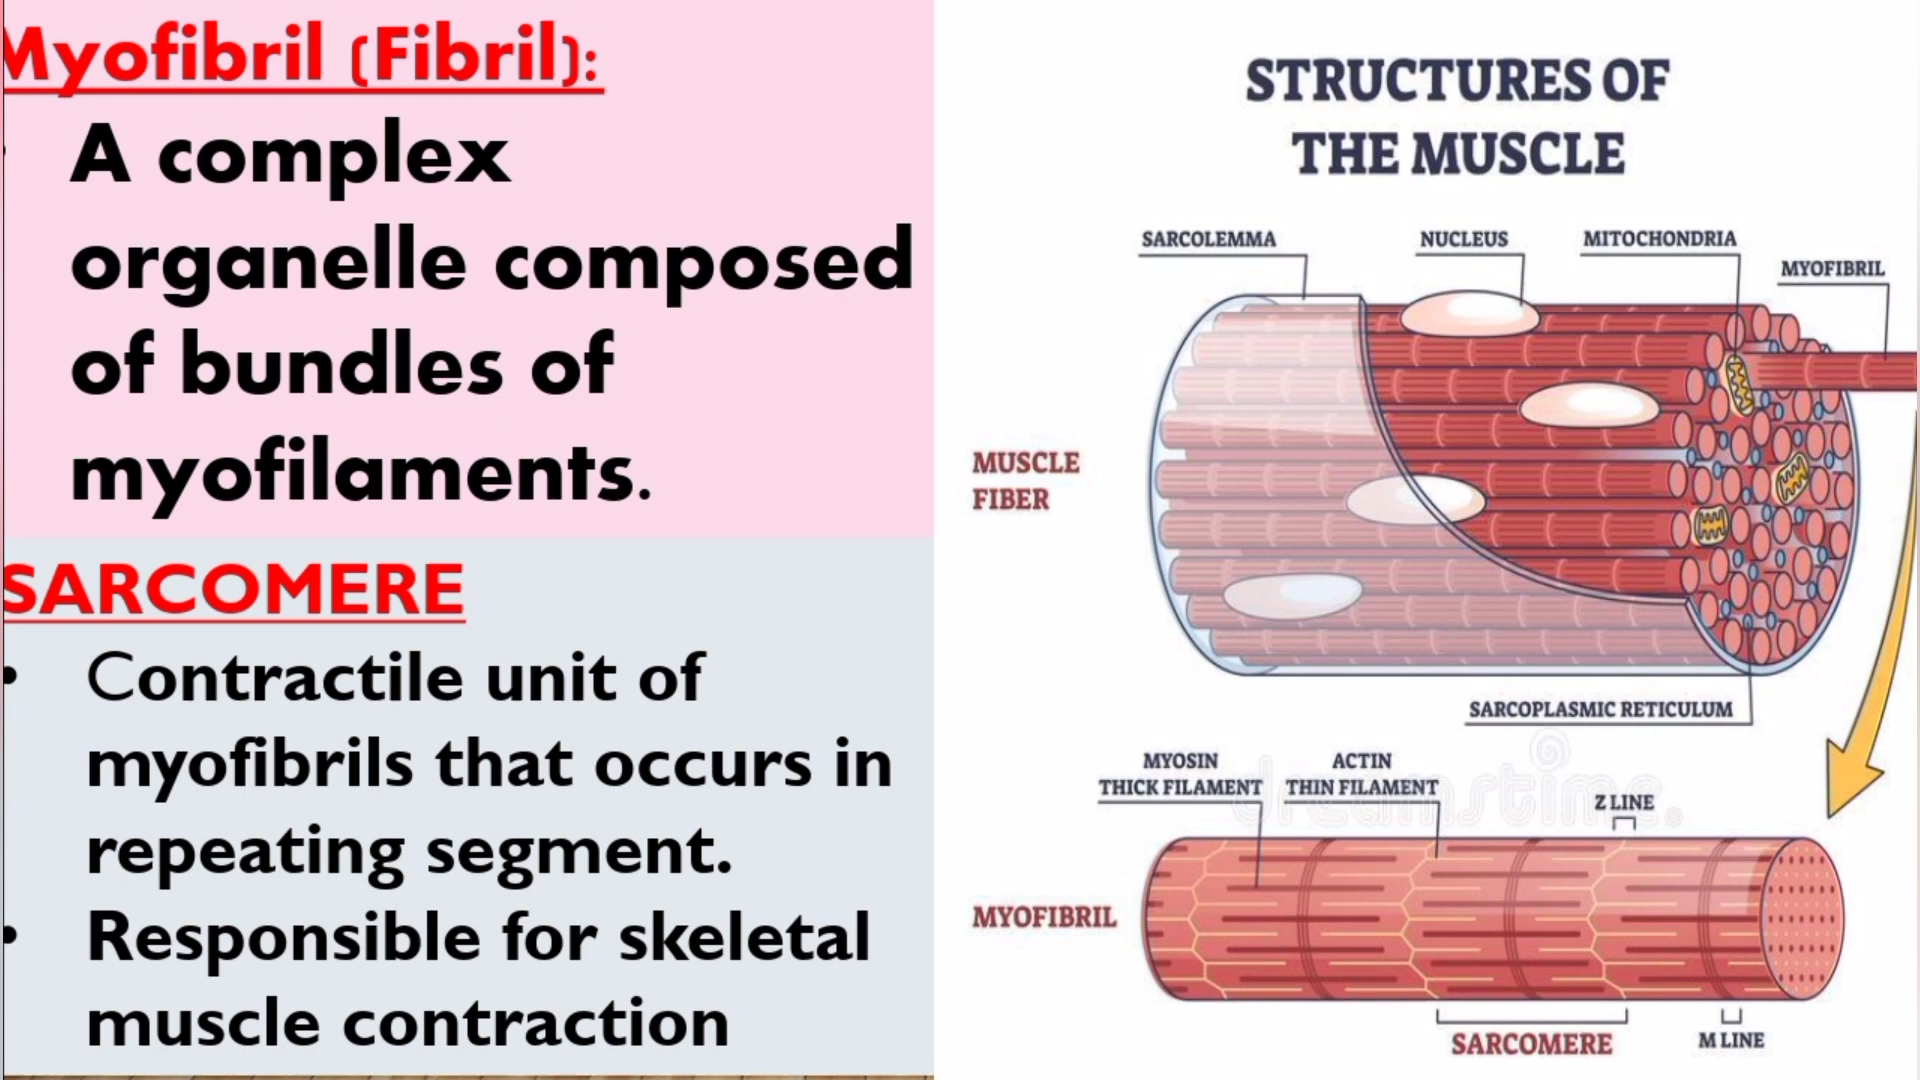 Myofibril (Fibril):
A complex
organelle composed
of bundles of
myofilaments.
SARCOMERE
• Contractile unit of
myofibrils that occurs in
repeating segment.
• Responsible for skeletal
muscle contraction
STRUCTURES OF
THE MUSCLE
SARCOLEMMA
NUCLEUS
MITOCHONDRIA
MYOFIBRIL
MUSCLE
FIBER
SARCOPLASMIC RETICULUM
MYOSIN
THICK FILAMENT
ACTIN
THIN FILAMENT
dreamstime.
Z LINE
MYOFIBRIL
SARCOMERE
M LINE